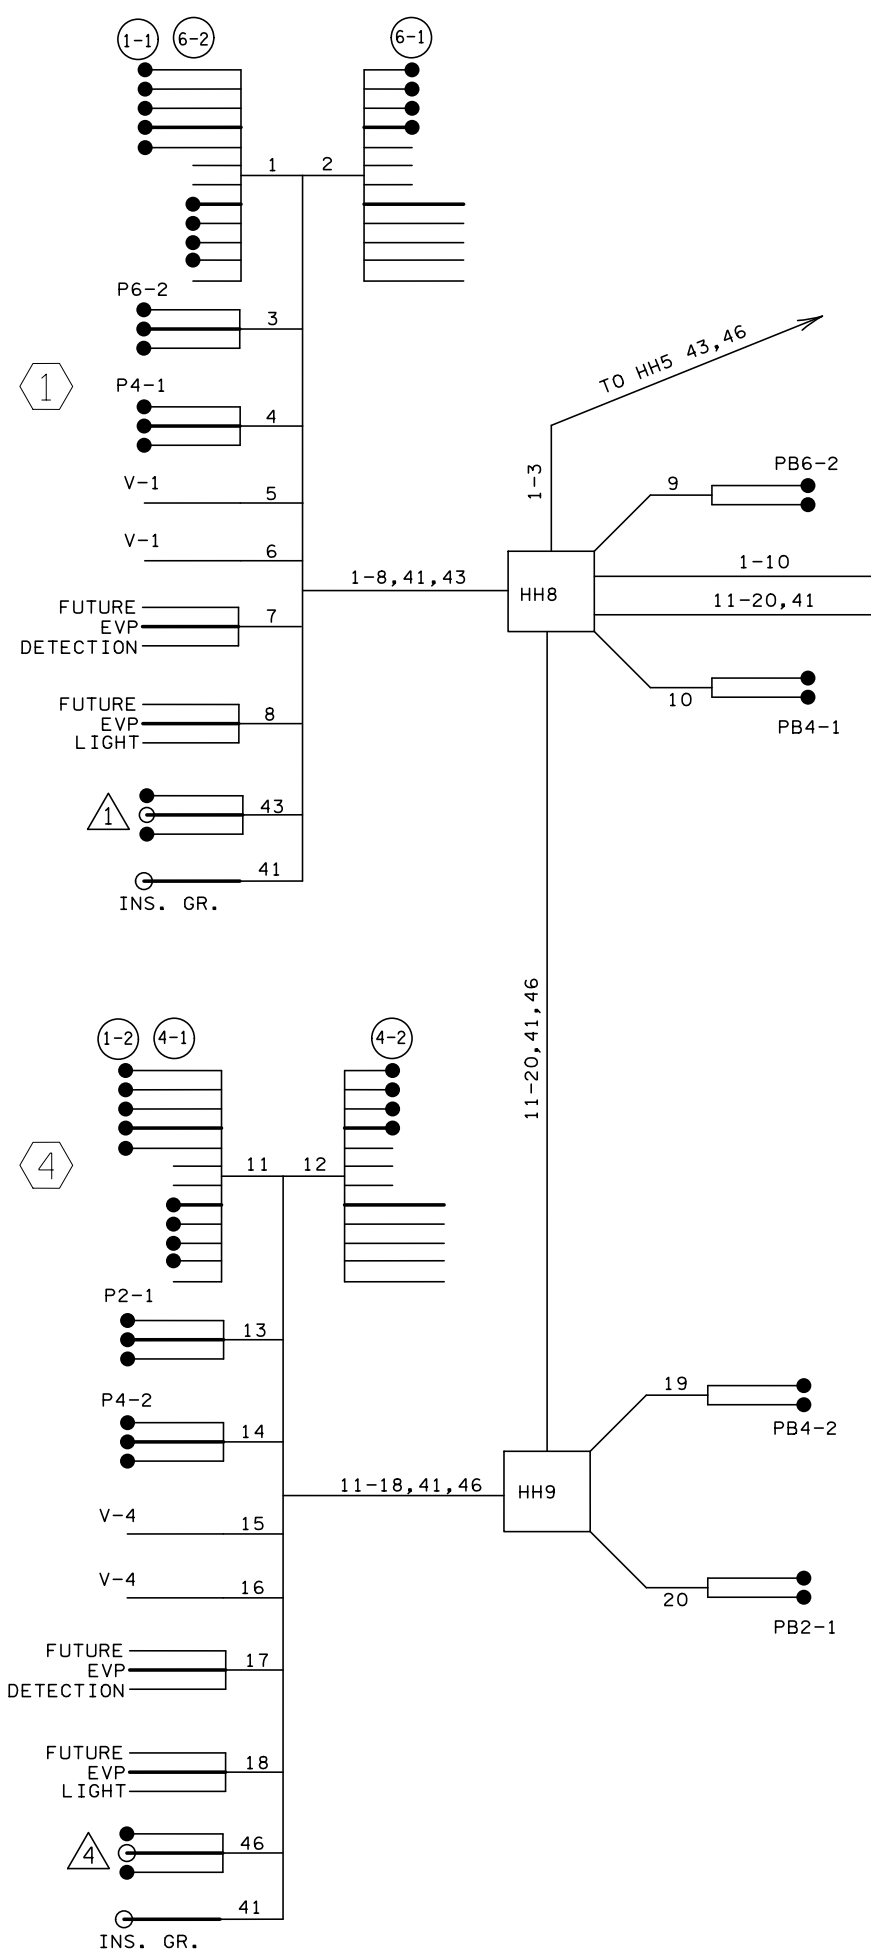 1-1 6-2 6-1
1 2
P6-2
3
1
P4-1
4
V-1
5
V-1
6
FUTURE
EVP
DETECTION
7
FUTURE
EVP
LIGHT
8
1
43
41
INS. GR.
1-8,41,43
HH8
1-3
TO HH5 43,46
9
PB6-2
1-10
11-20,41
10
PB4-1
11-20,41,46
1-2 4-1 4-2
4
11 12
P2-1
13
P4-2
14
V-4
15
V-4
16
FUTURE
EVP
DETECTION
17
FUTURE
EVP
LIGHT
18
4
46
41
INS. GR.
11-18,41,46
HH9
19
PB4-2
20
PB2-1